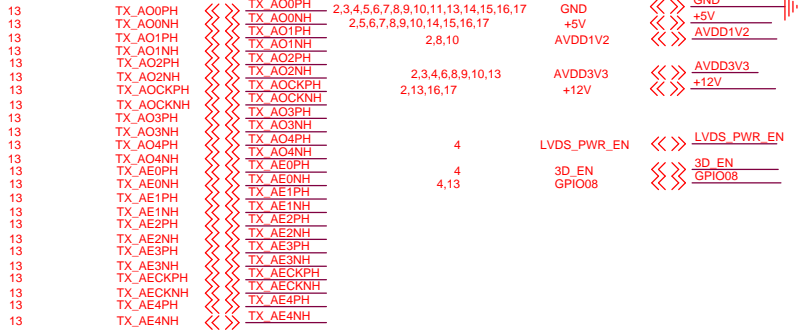 13 TX_AO0PH TX_AO0PH 2,3,4,5,6,7,8,9,10,11,13,14,15,16,17 GND GND
13 TX_AO0NH TX_AO0NH 2,5,6,7,8,9,10,14,15,16,17 +5V +5V
13 TX_AO1PH TX_AO1PH 2,8,10 AVDD1V2 AVDD1V2
13 TX_AO1NH TX_AO1NH
13 TX_AO2PH TX_AO2PH
13 TX_AO2NH TX_AO2NH 2,3,4,6,8,9,10,13 AVDD3V3 AVDD3V3
13 TX_AOCKPH TX_AOCKPH 2,13,16,17 +12V +12V
13 TX_AOCKNH TX_AOCKNH
13 TX_AO3PH TX_AO3PH
13 TX_AO3NH TX_AO3NH
13 TX_AO4PH TX_AO4PH 4 LVDS_PWR_EN LVDS_PWR_EN
13 TX_AO4NH TX_AO4NH
13 TX_AE0PH TX_AE0PH 4 3D_EN 3D_EN
13 TX_AE0NH TX_AE0NH 4,13 GPIO08 GPIO08
13 TX_AE1PH TX_AE1PH
13 TX_AE1NH TX_AE1NH
13 TX_AE2PH TX_AE2PH
13 TX_AE2NH TX_AE2NH
13 TX_AE3PH TX_AE3PH
13 TX_AE3NH TX_AE3NH
13 TX_AECKPH TX_AECKPH
13 TX_AECKNH TX_AECKNH
13 TX_AE4PH TX_AE4PH
13 TX_AE4NH TX_AE4NH